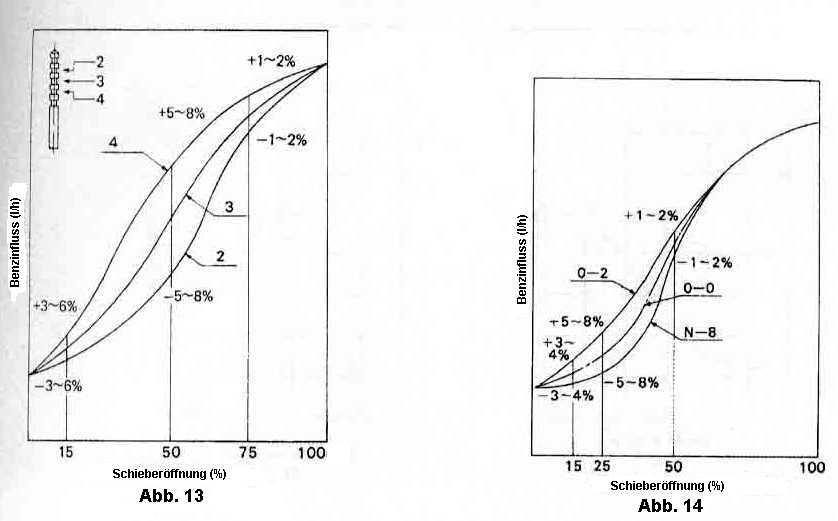 2
3
4
+1~2%
+5~8%
4
−1~2%
3
2
+3~6%
−5~8%
−3~6%
Benzinfluss (l/h)
15 50 75 100
Schieberöffnung (%)
Abb. 13
+1~2%
−1~2%
0−2
0−0
+5~8%
N−8
+3~
4%
−5~8%
−3~4%
Benzinfluss (l/h)
15 25 50 100
Schieberöffnung (%)
Abb. 14